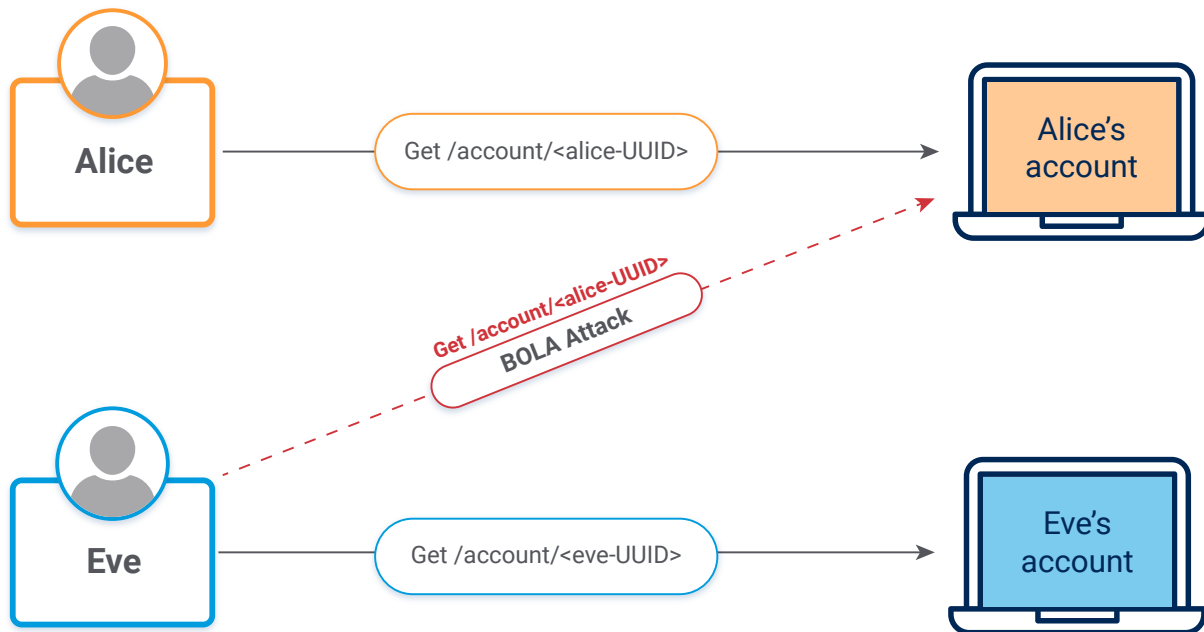 Alice
Get /account/<alice-UUID>
Alice’s
account
Get /account/<alice-UUID>
BOLA Attack
Eve
Get /account/<eve-UUID>
Eve’s
account